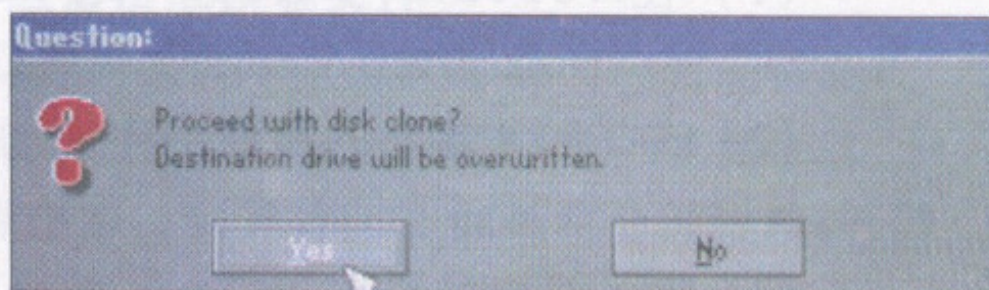 Question:
Proceed with disk clone?
Destination drive will be overwritten.
Yes
No